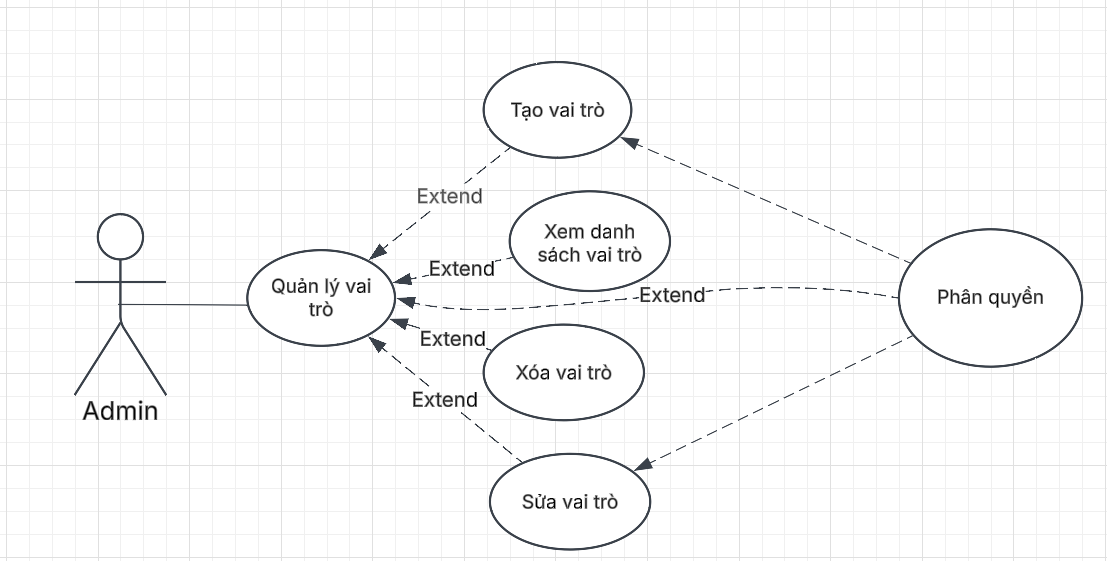 Tạo vai trò
Extend
Xem danh
sách vai trò
Extend
Quản lý vai
trò
Extend
Phân quyền
Extend
Xóa vai trò
Extend
Admin
Sửa vai trò